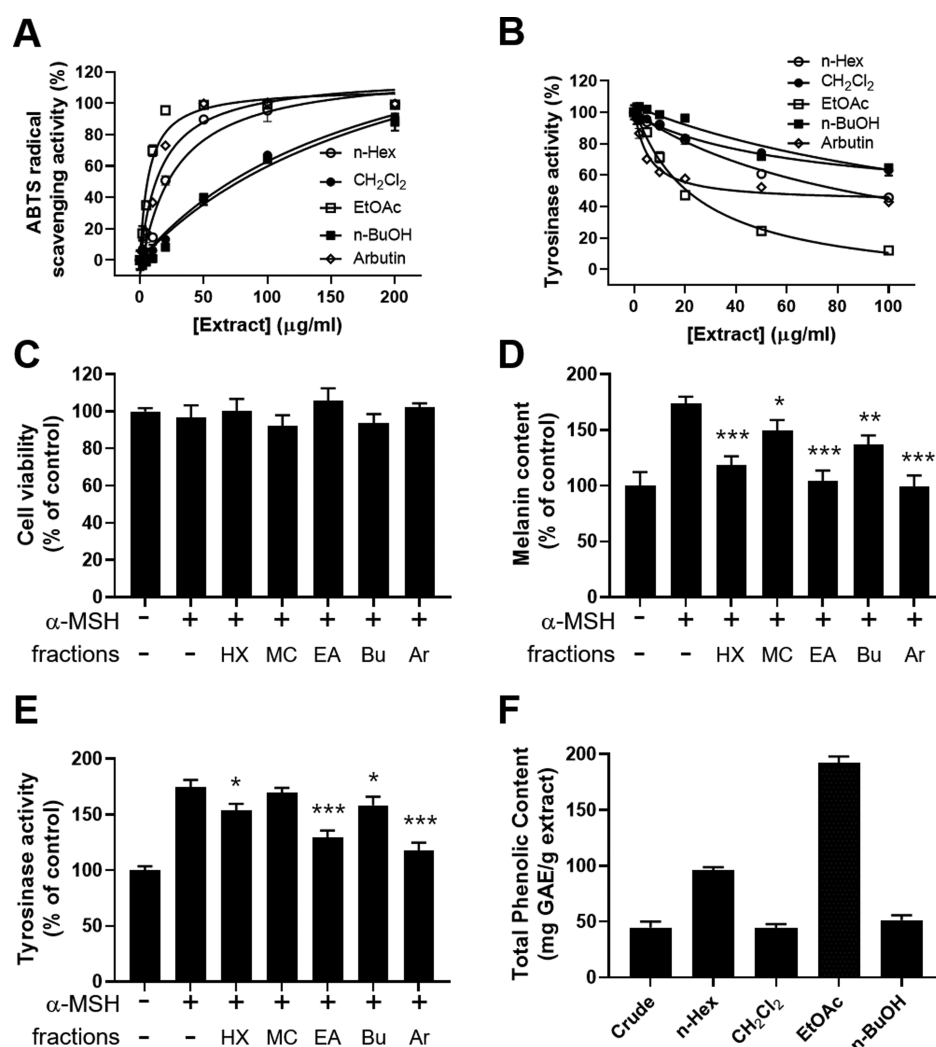 A
ABTS radical
scavenging activity (%)
120
100
80
60
40
20
0
0 50 100 150 200
[Extract] (μg/ml)
n-Hex
CH₂Cl₂
EtOAc
n-BuOH
Arbutin
B
Tyrosinase activity (%)
120
100
80
60
40
20
0
0 20 40 60 80 100
[Extract] (μg/ml)
n-Hex
CH₂Cl₂
EtOAc
n-BuOH
Arbutin
C
Cell viability
(% of control)
120
100
80
60
40
20
0
α-MSH - + + + + + +
fractions - - HX MC EA Bu Ar
D
Melanin content
(% of control)
200
150
100
50
0
*** * *** ** ***
α-MSH - + + + + + +
fractions - - HX MC EA Bu Ar
E
Tyrosinase activity
(% of control)
200
150
100
50
0
* *** * ***
α-MSH - + + + + + +
fractions - - HX MC EA Bu Ar
F
Total Phenolic Content
(mg GAE/g extract)
200
150
100
50
0
Crude n-Hex CH₂Cl₂ EtOAc n-BuOH